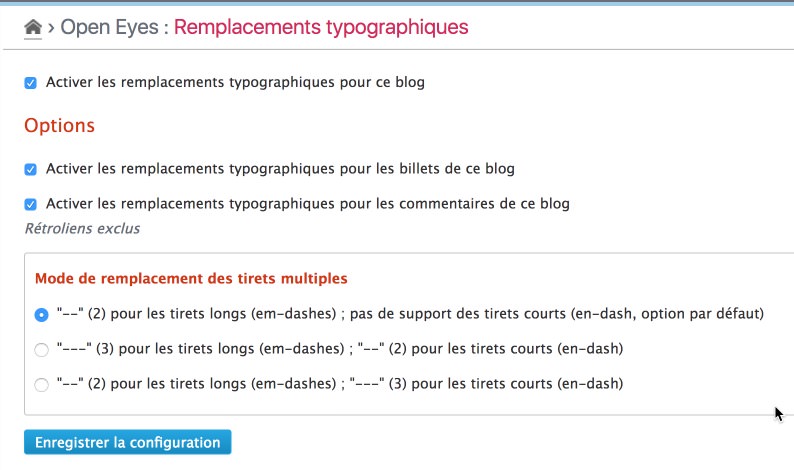 › Open Eyes : Remplacements typographiques
Activer les remplacements typographiques pour ce blog
Options
Activer les remplacements typographiques pour les billets de ce blog
Activer les remplacements typographiques pour les commentaires de ce blog
Rétroliens exclus
Mode de remplacement des tirets multiples
"--" (2) pour les tirets longs (em-dashes) ; pas de support des tirets courts (en-dash, option par défaut)
"---" (3) pour les tirets longs (em-dashes) ; "--" (2) pour les tirets courts (en-dash)
"--" (2) pour les tirets longs (em-dashes) ; "---" (3) pour les tirets courts (en-dash)
Enregistrer la configuration